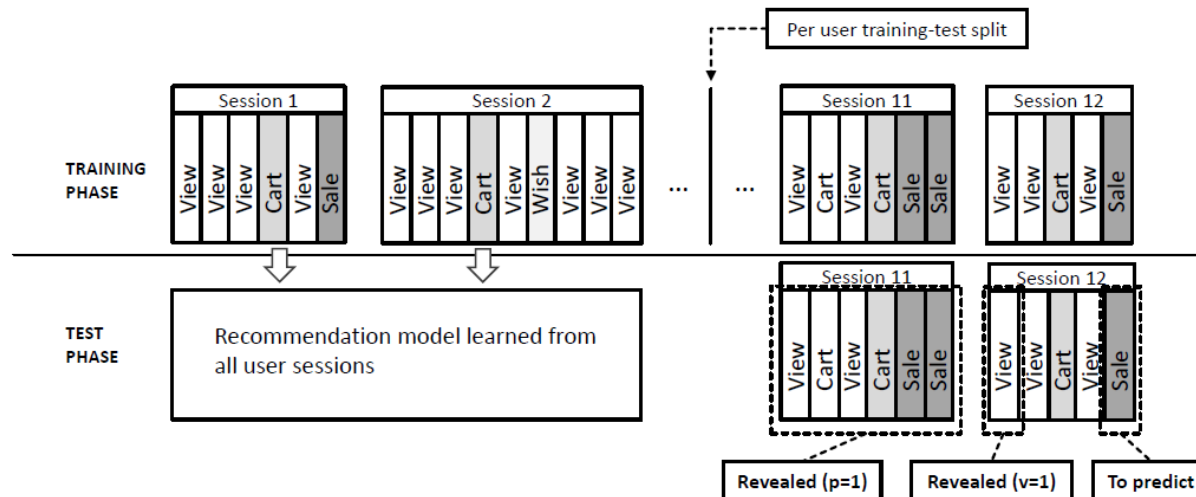 Per user training-test split
Session 1
Session 2
Session 11
Session 12
TRAINING
PHASE
View
View
View
Cart
View
Sale
View
View
View
Cart
View
Wish
View
View
View
...
...
View
Cart
View
Cart
Sale
Sale
View
View
Cart
View
Sale
TEST
PHASE
Recommendation model learned from
all user sessions
Session 11
Session 12
View
Cart
View
Cart
Sale
Sale
View
View
Cart
View
Sale
Revealed (p=1)
Revealed (v=1)
To predict